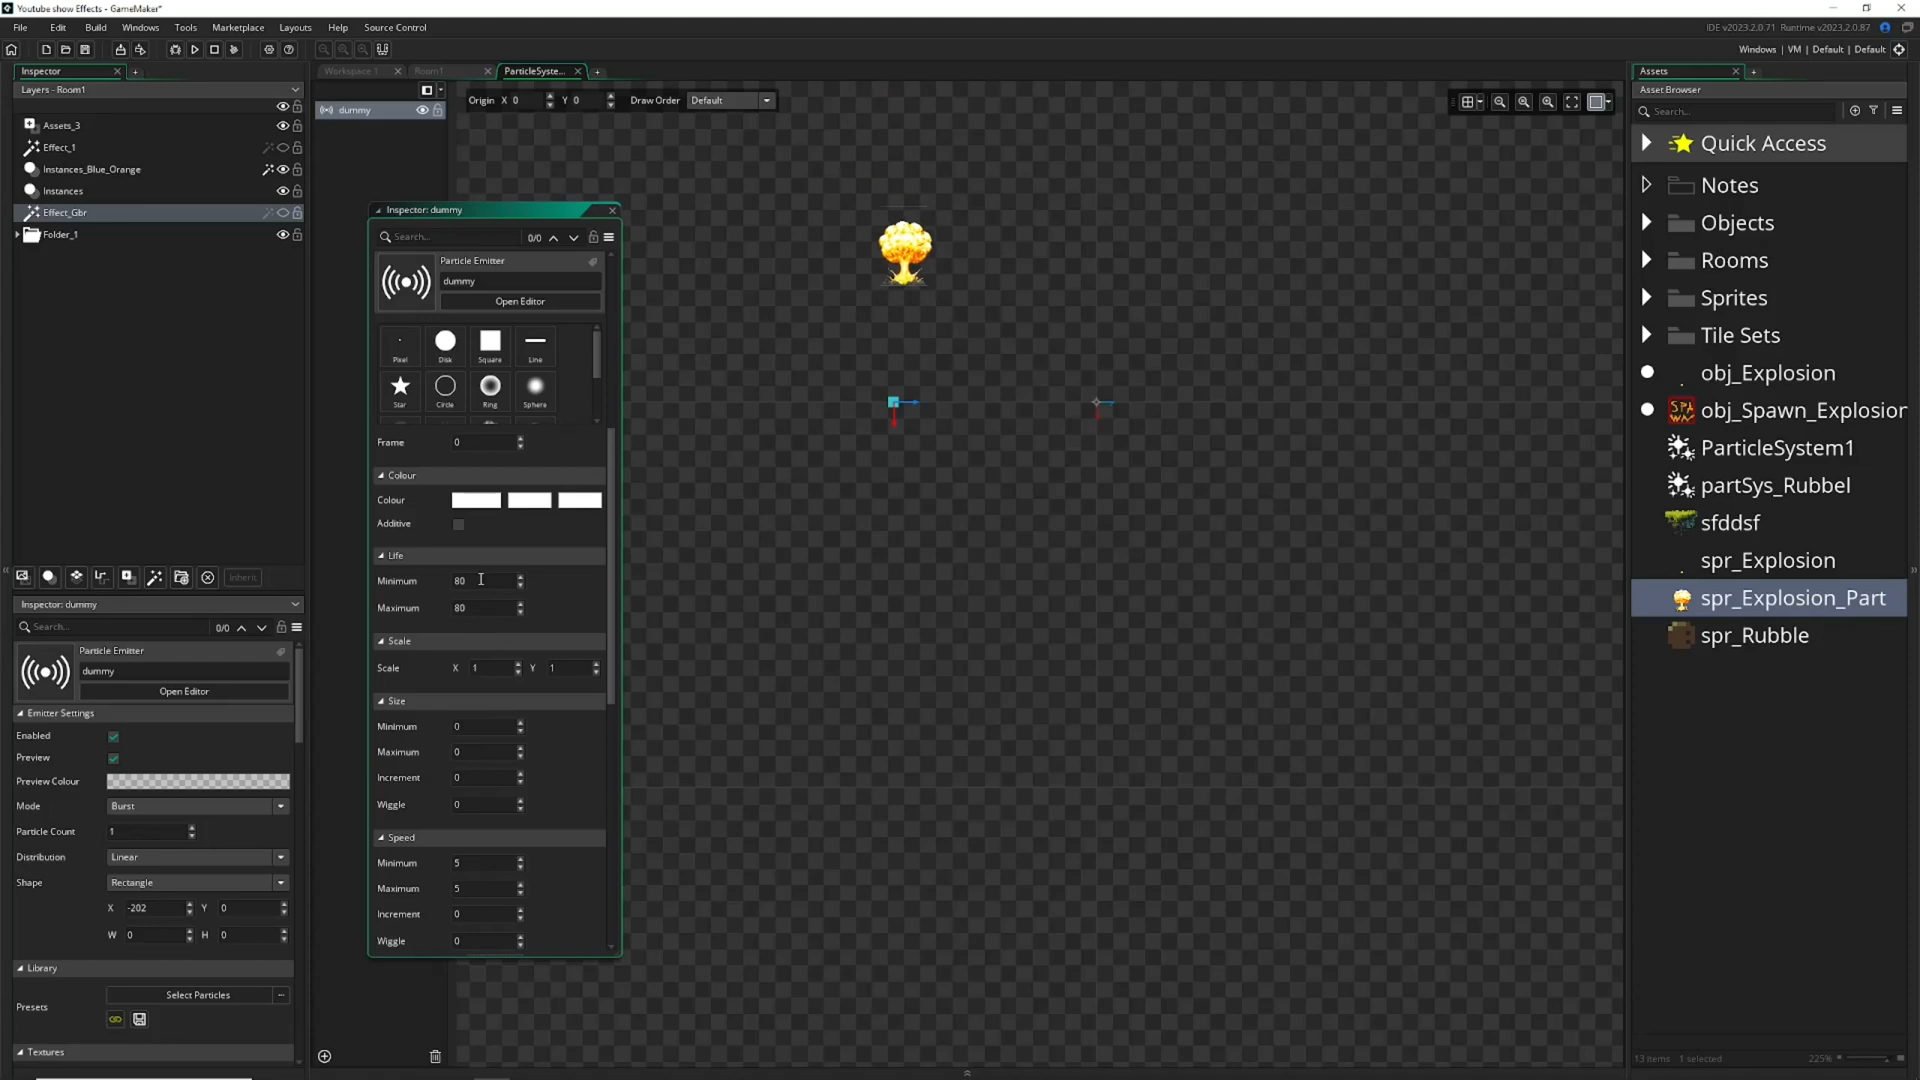 Youtube show Effects - GameMaker*
File Edit Build Windows Tools Marketplace Layouts Help Source Control
IDE v2023.2.0.71 Runtime v2023.2.0.87
Windows | VM | Default | Default
Inspector
Layers - Room1
Assets_3
Effect_1
Instances_Blue_Orange
Instances
Effect_Gbr
Folder_1
Inherit
Inspector: dummy
Search...
0/0
Particle Emitter
dummy
Open Editor
Emitter Settings
Enabled
Preview
Preview Colour
Mode Burst
Particle Count 1
Distribution Linear
Shape Rectangle
X -202 Y 0
W 0 H 0
Library
Select Particles ...
Presets
Textures
Workspace 1 Room1 ParticleSyste...
dummy
Origin X 0 Y 0 Draw Order Default
Inspector: dummy
Search... 0/0
Particle Emitter
dummy
Open Editor
Pixel Disk Square Line
Star Circle Ring Sphere
Frame 0
Colour
Colour
Additive
Life
Minimum 80
Maximum 80
Scale
Scale X 1 Y 1
Size
Minimum 0
Maximum 0
Increment 0
Wiggle 0
Speed
Minimum 5
Maximum 5
Increment 0
Wiggle 0
Assets
Asset Browser
Search...
Quick Access
Notes
Objects
Rooms
Sprites
Tile Sets
obj_Explosion
obj_Spawn_Explosion
ParticleSystem1
partSys_Rubbel
sfddsf
spr_Explosion
spr_Explosion_Part
spr_Rubble
13 items 1 selected 225%